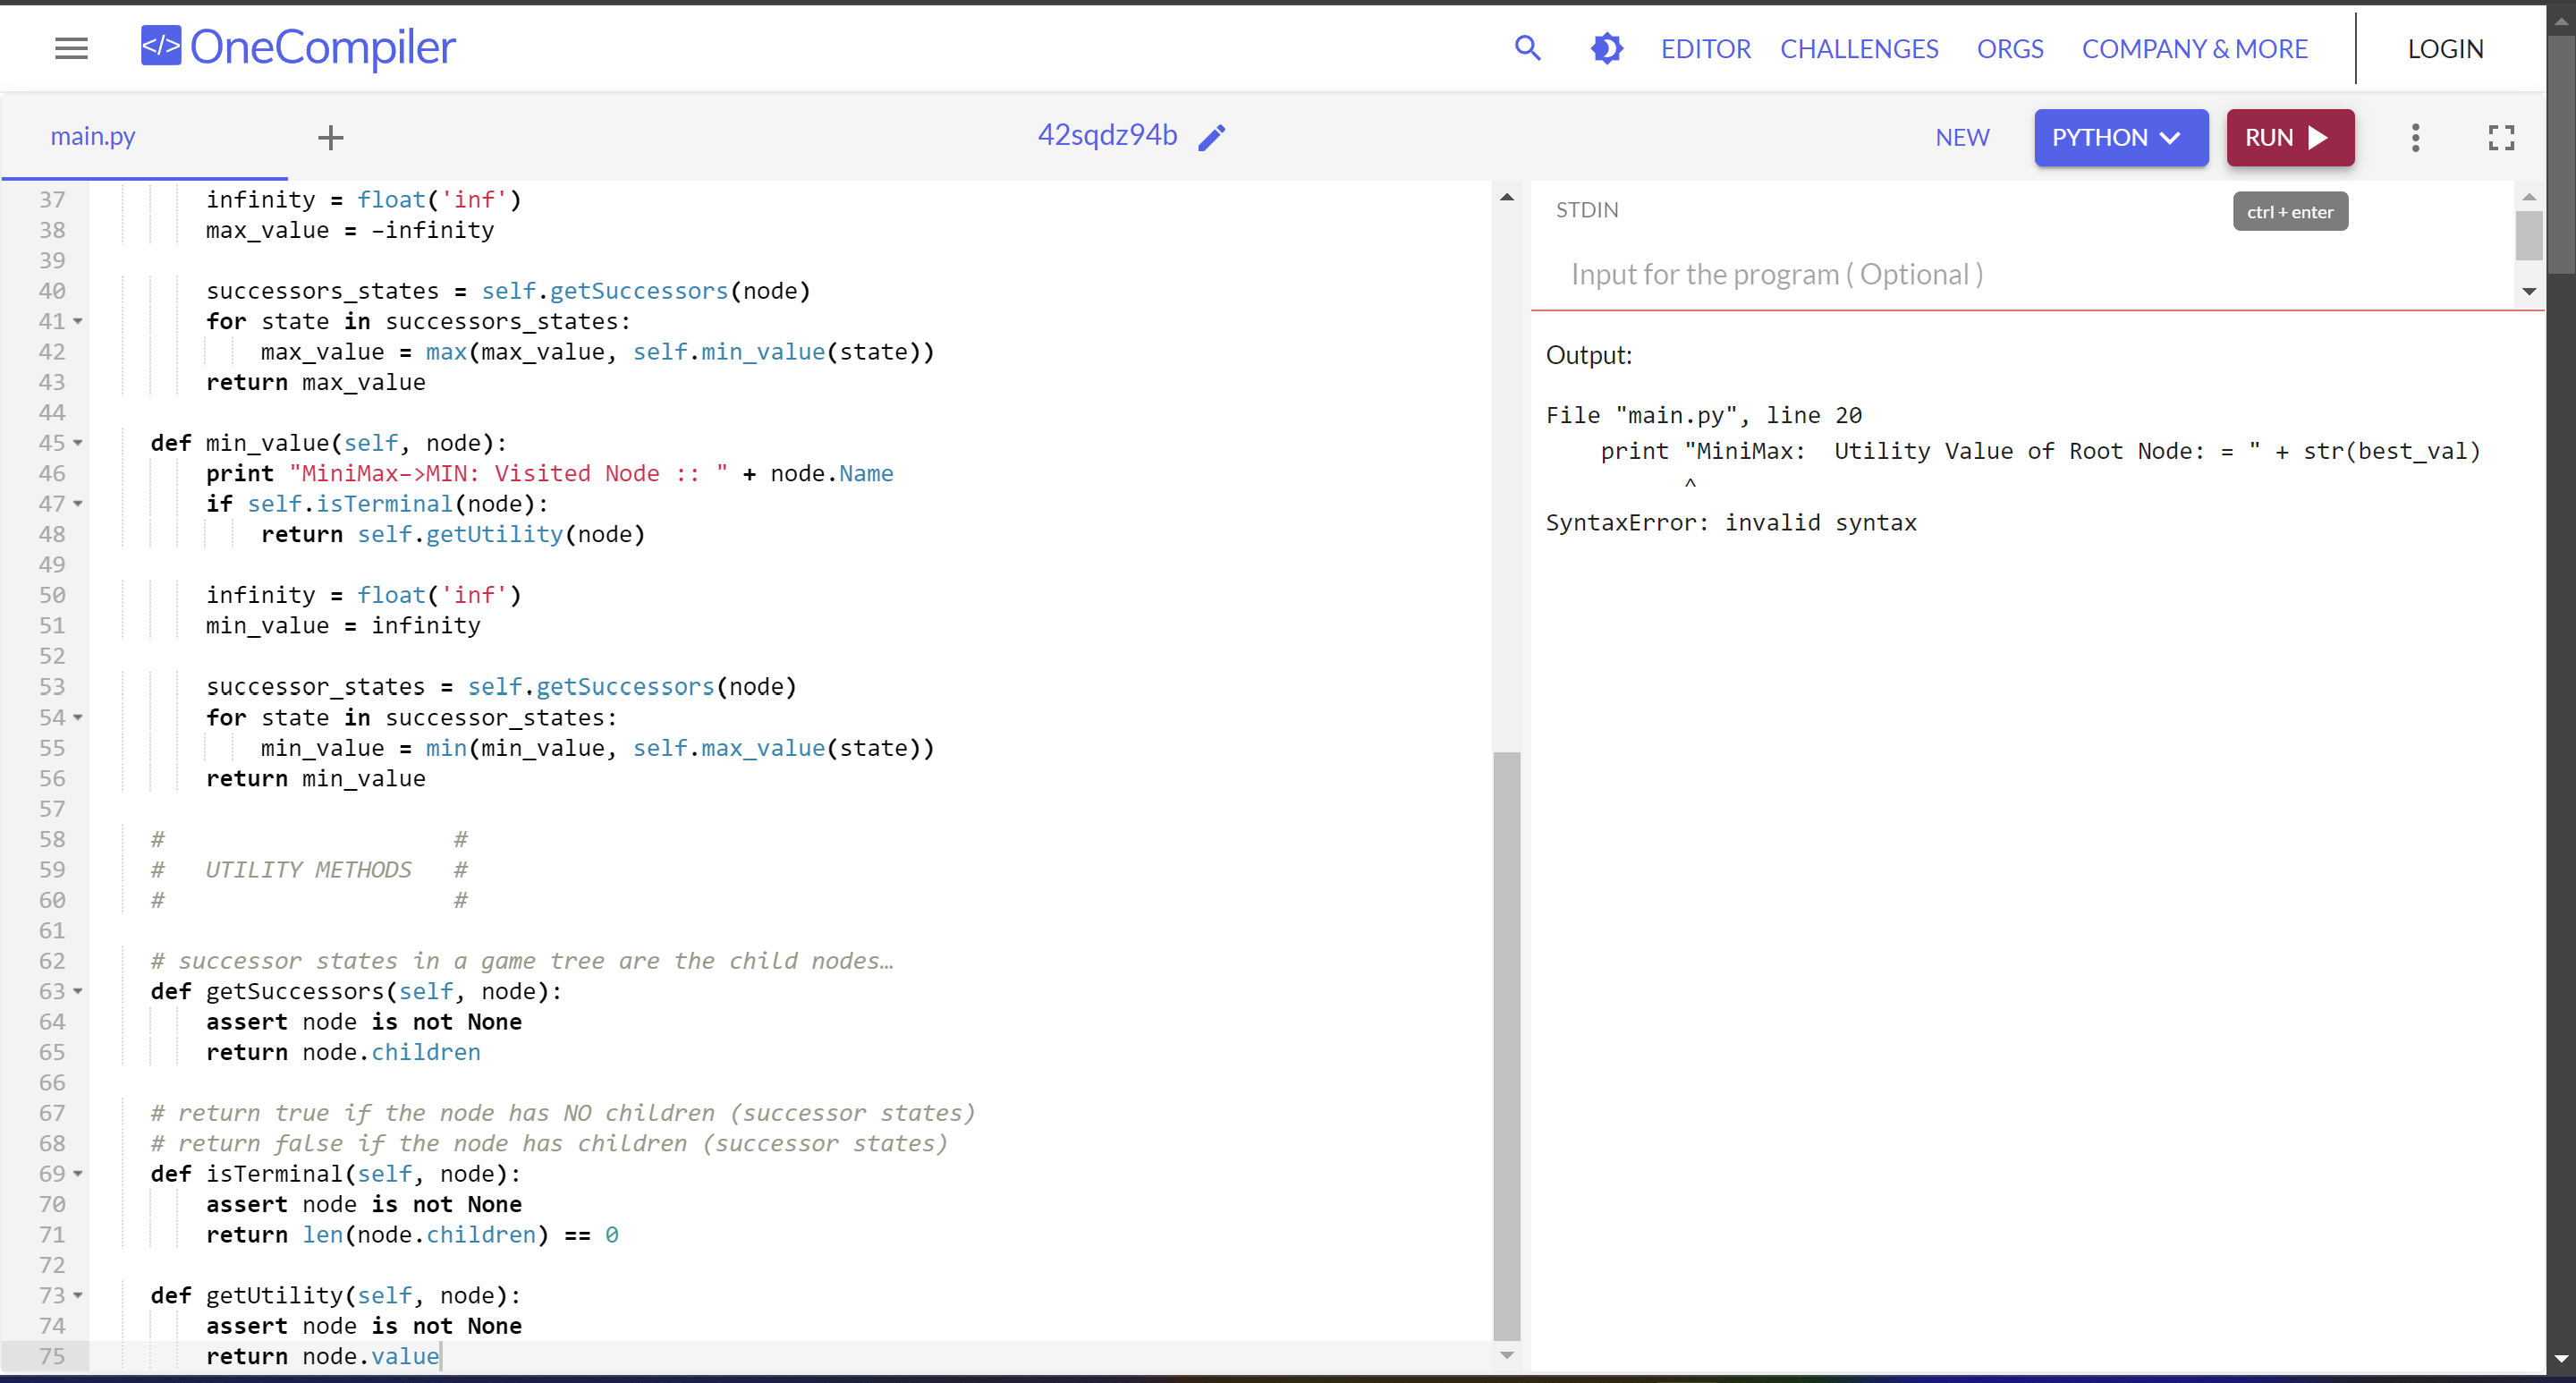 </> OneCompiler
EDITOR CHALLENGES ORGS COMPANY & MORE LOGIN
main.py + 42sqdz94b NEW PYTHON RUN
ctrl + enter
37 infinity = float('inf')
38 max_value = -infinity
39
40 successors_states = self.getSuccessors(node)
41 for state in successors_states:
42 max_value = max(max_value, self.min_value(state))
43 return max_value
44
45 def min_value(self, node):
46 print "MiniMax->MIN: Visited Node :: " + node.Name
47 if self.isTerminal(node):
48 return self.getUtility(node)
49
50 infinity = float('inf')
51 min_value = infinity
52
53 successor_states = self.getSuccessors(node)
54 for state in successor_states:
55 min_value = min(min_value, self.max_value(state))
56 return min_value
57
58 # #
59 # UTILITY METHODS #
60 # #
61
62 # successor states in a game tree are the child nodes…
63 def getSuccessors(self, node):
64 assert node is not None
65 return node.children
66
67 # return true if the node has NO children (successor states)
68 # return false if the node has children (successor states)
69 def isTerminal(self, node):
70 assert node is not None
71 return len(node.children) == 0
72
73 def getUtility(self, node):
74 assert node is not None
75 return node.value
STDIN
Input for the program ( Optional )
Output:
File "main.py", line 20
print "MiniMax:  Utility Value of Root Node: = " + str(best_val)
^
SyntaxError: invalid syntax